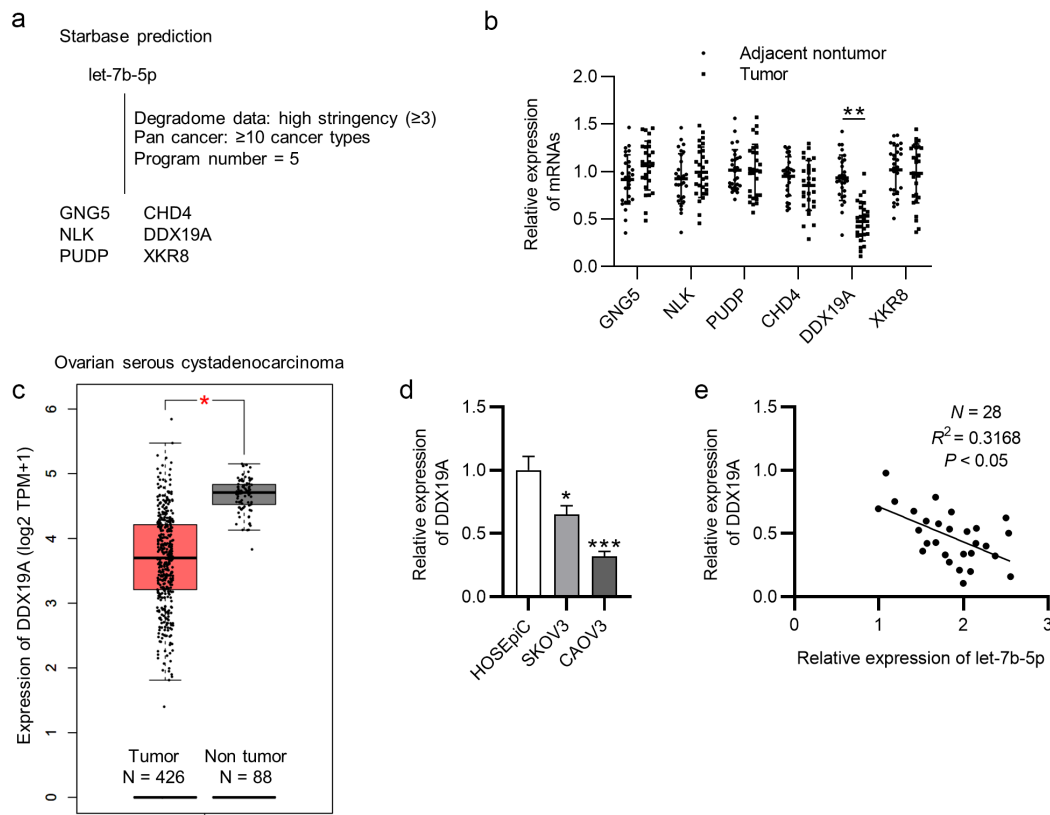 a
Starbase prediction
let-7b-5p
Degradome data: high stringency (≥3)
Pan cancer: ≥10 cancer types
Program number = 5
GNG5 CHD4
NLK DDX19A
PUDP XKR8
b
Adjacent nontumor
Tumor
Relative expression
of mRNAs
2.0
1.5
1.0
0.5
0.0
**
GNG5 NLK PUDP CHD4 DDX19A XKR8
Ovarian serous cystadenocarcinoma
c
Expression of DDX19A (log2 TPM+1)
6
5
4
3
2
1
0
*
Tumor Non tumor
N = 426 N = 88
d
Relative expression
of DDX19A
1.5
1.0
0.5
0.0
*
***
HOSEpiC SKOV3 CAOV3
e
Relative expression
of DDX19A
1.5
1.0
0.5
0.0
N = 28
R² = 0.3168
P < 0.05
0 1 2 3
Relative expression of let-7b-5p